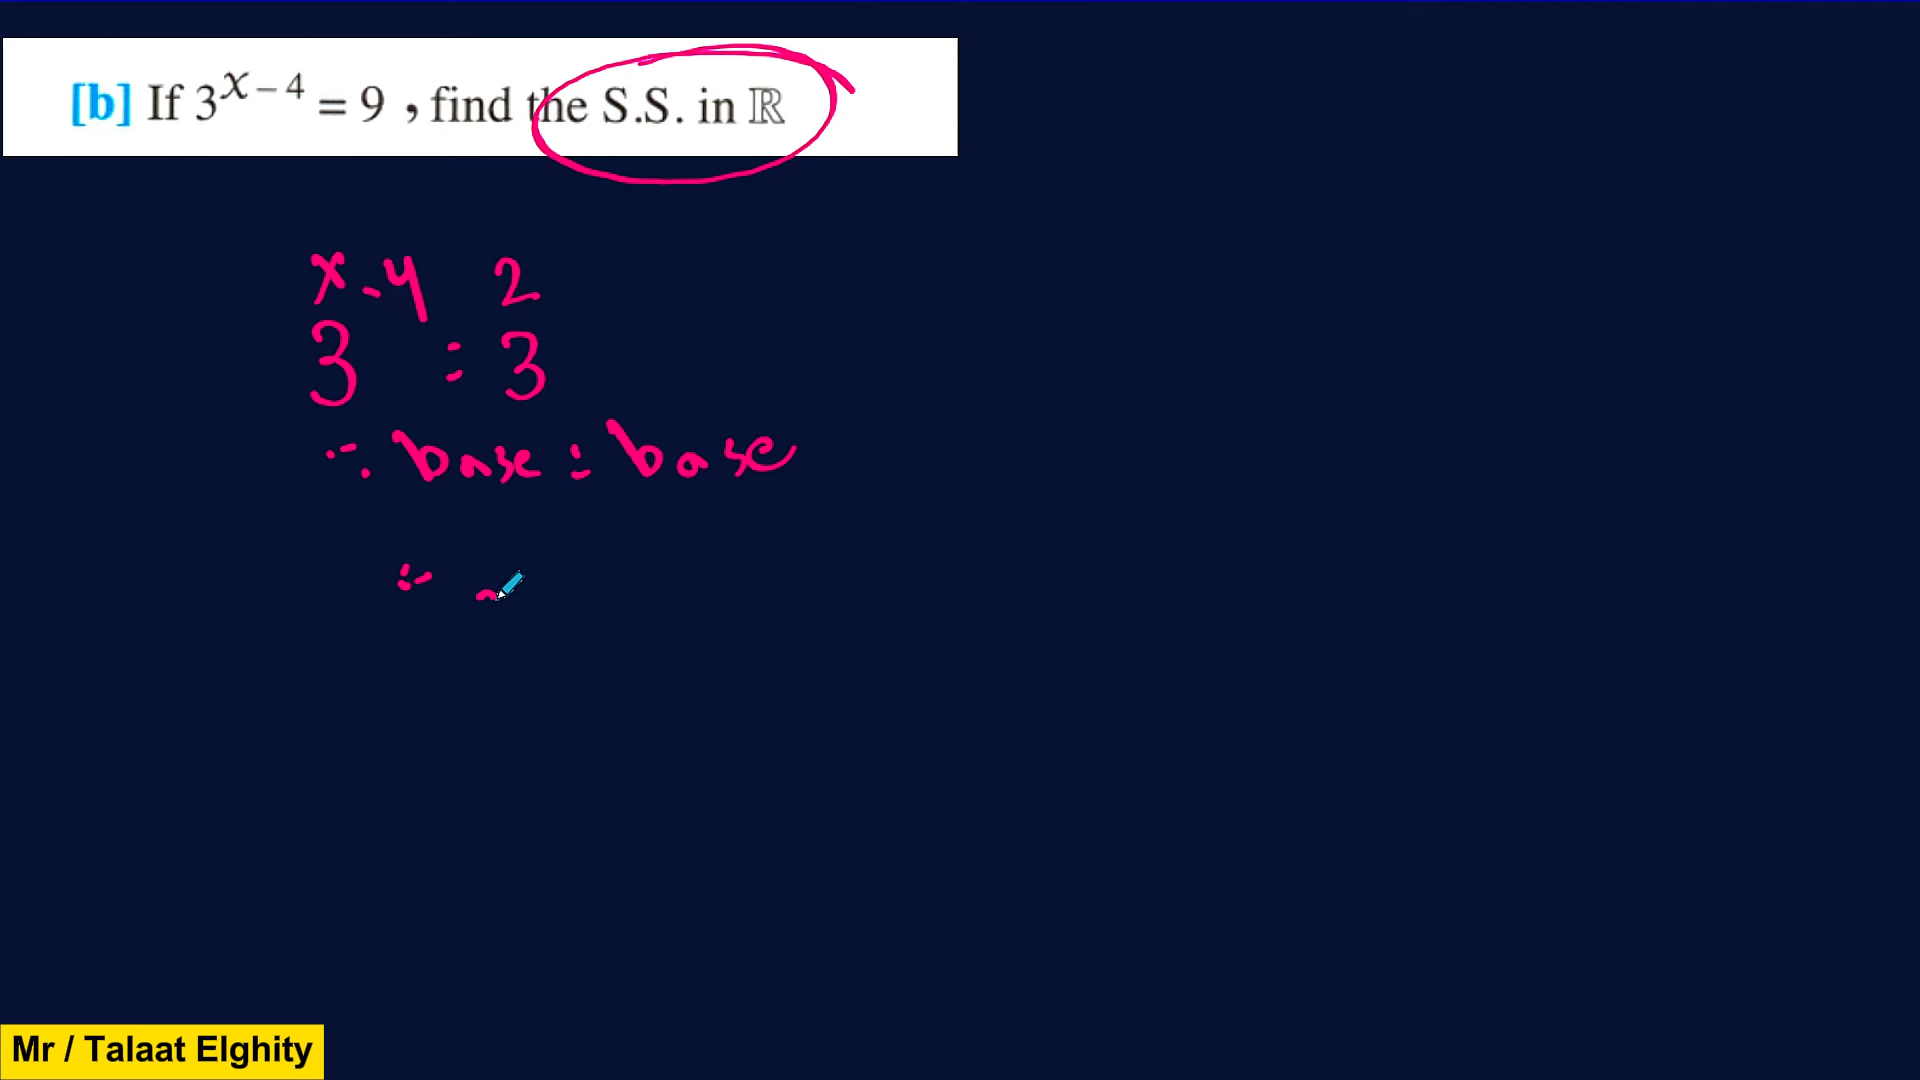 [b] If 3^{x-4} = 9 , find the S.S. in ℝ
x-4 2
3 = 3
∵ base = base
∴
Mr / Talaat Elghity